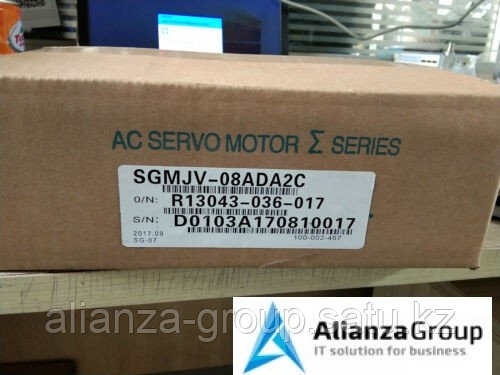 AC SERVO MOTOR Σ SERIES
SGMJV-08ADA2C
O/N: R13043-036-017
S/N: D0103A170810017
2017.09
SG-07
100-002-457
alianza-group.satu.kz
AlianzaGroup
IT solution for business